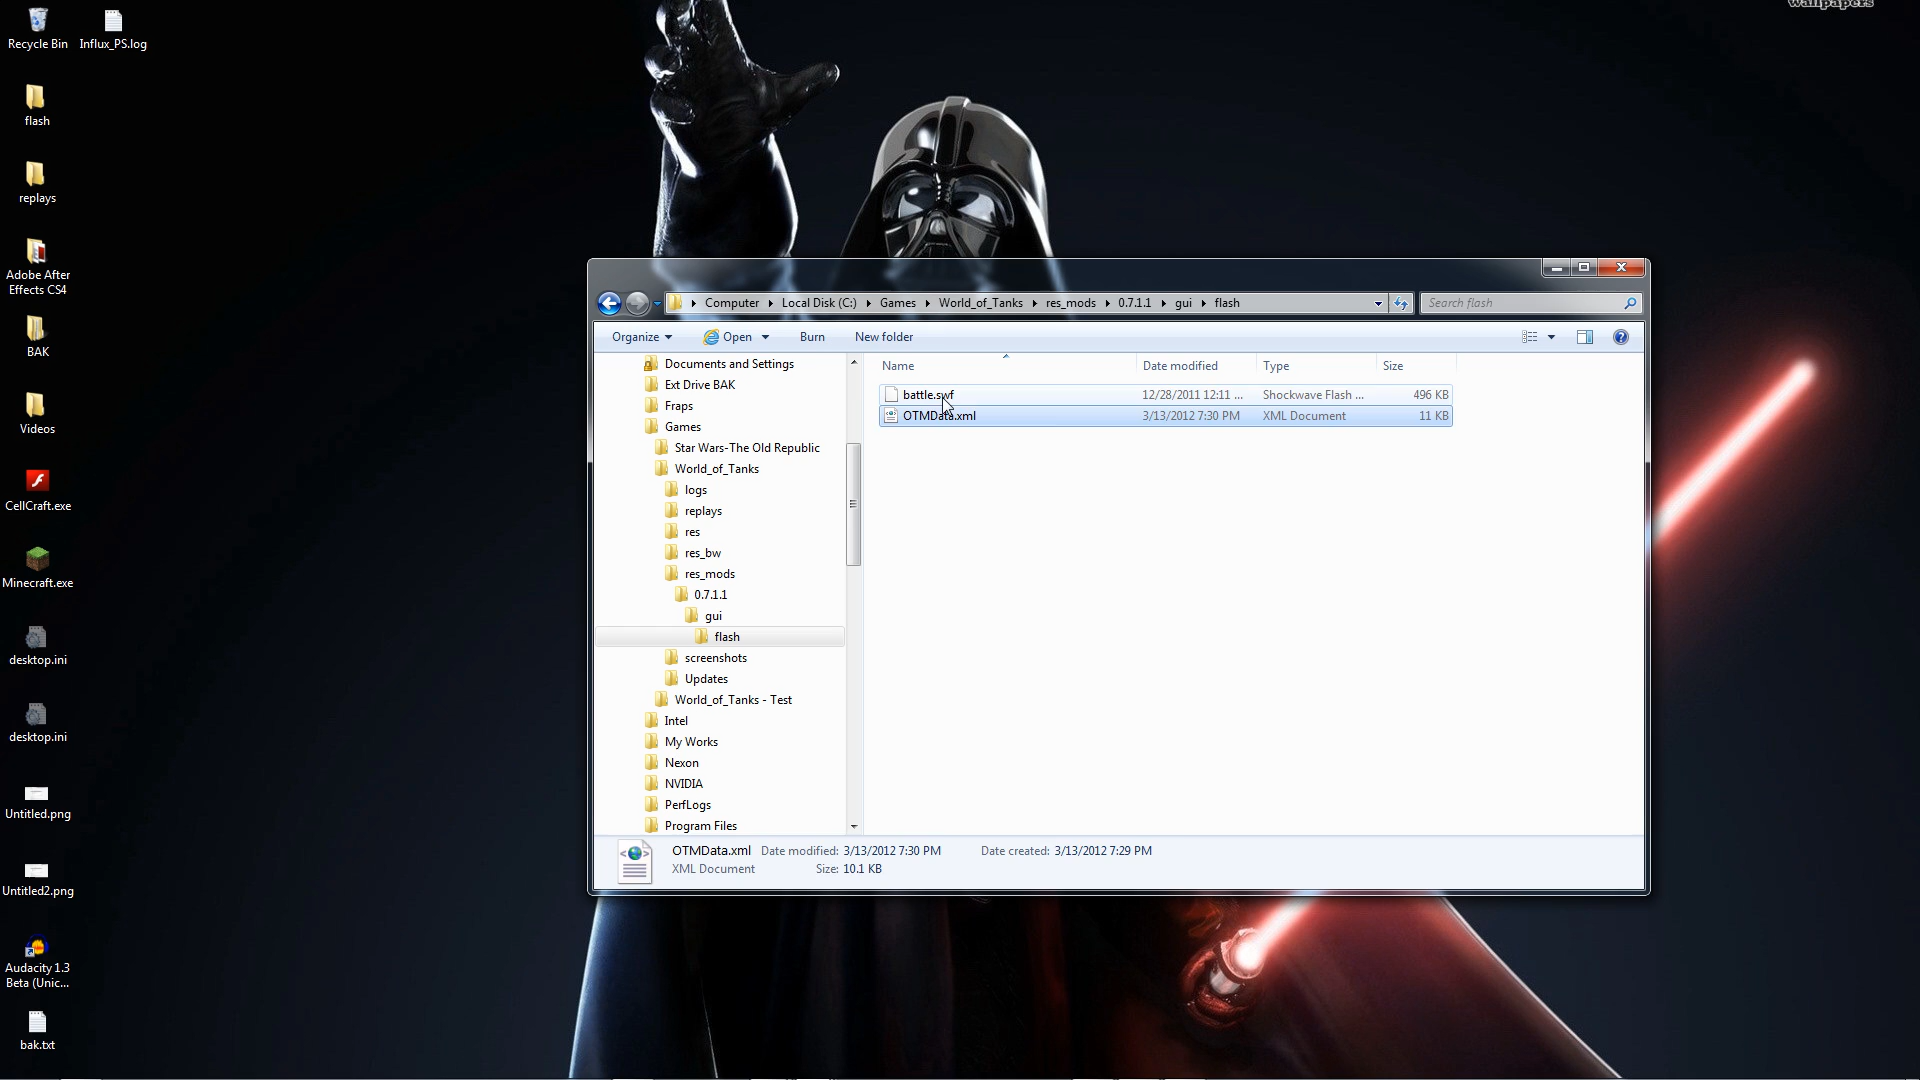 wallpapers
Recycle Bin
Influx_PS.log
flash
replays
Adobe After
Effects CS4
BAK
Videos
CellCraft.exe
Minecraft.exe
desktop.ini
desktop.ini
Untitled.png
Untitled2.png
Audacity 1.3
Beta (Unic...
bak.txt
Computer Local Disk (C:) Games World_of_Tanks res_mods 0.7.1.1 gui flash
Search flash
Organize Open Burn New folder
Documents and Settings
Ext Drive BAK
Fraps
Games
Star Wars-The Old Republic
World_of_Tanks
logs
replays
res
res_bw
res_mods
0.7.1.1
gui
flash
screenshots
Updates
World_of_Tanks - Test
Intel
My Works
Nexon
NVIDIA
PerfLogs
Program Files
Name Date modified Type Size
battle.swf 12/28/2011 12:11 ... Shockwave Flash ... 496 KB
OTMData.xml 3/13/2012 7:30 PM XML Document 11 KB
OTMData.xml Date modified: 3/13/2012 7:30 PM Date created: 3/13/2012 7:29 PM
XML Document Size: 10.1 KB